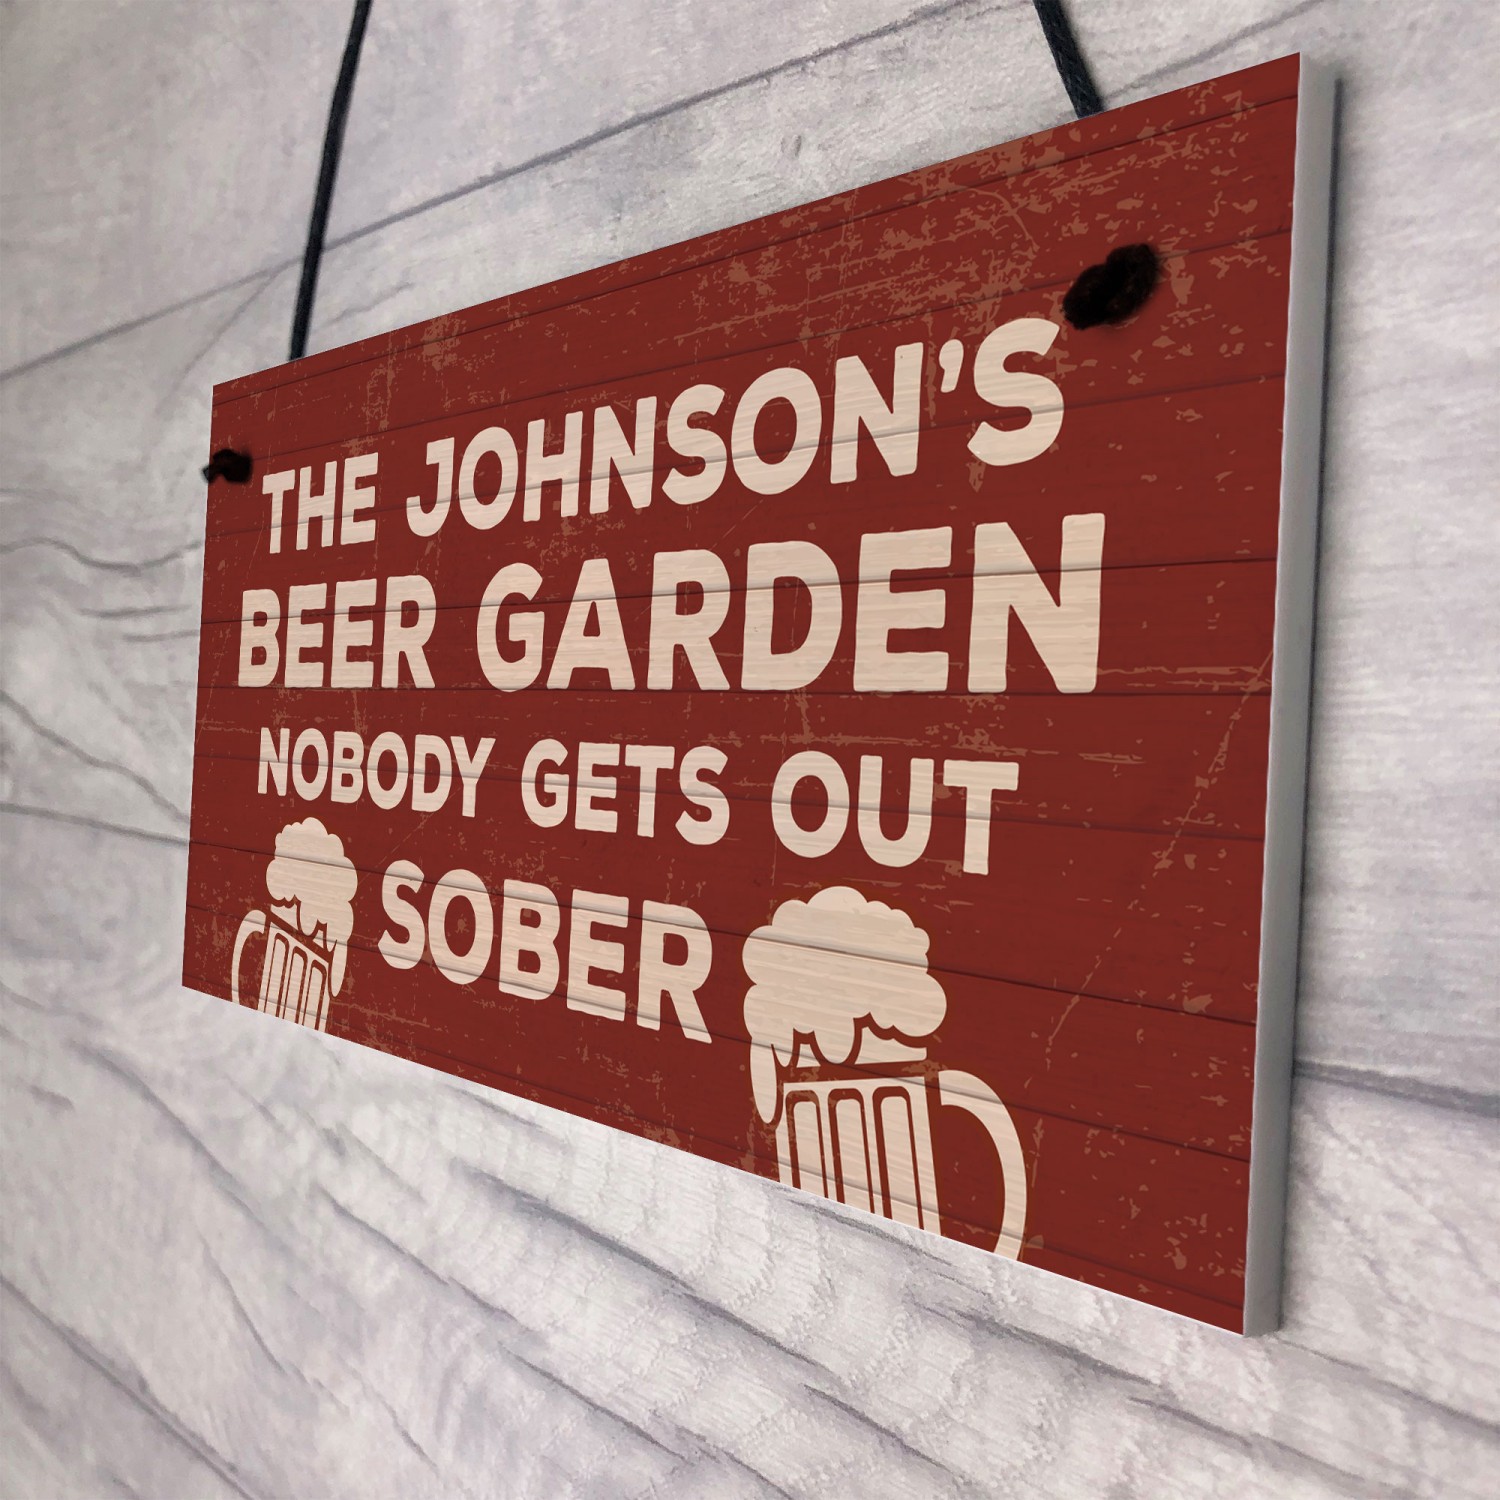 THE JOHNSON'S
BEER GARDEN
NOBODY GETS OUT
SOBER